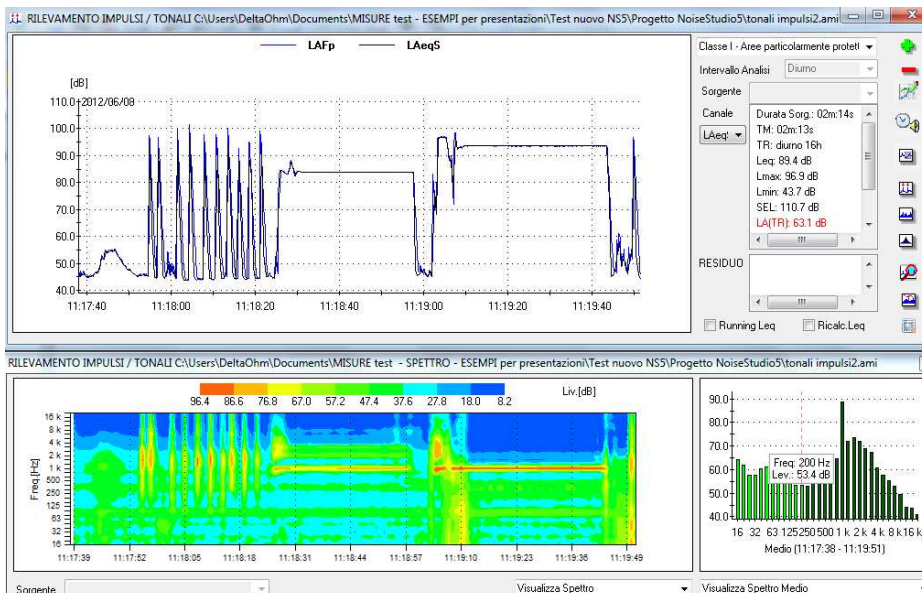 RILEVAMENTO IMPULSI / TONALI C:\Users\DeltaOhm\Documents\MISURE test - ESEMPI per presentazioni\Test nuovo NS5\Progetto NoiseStudio5\tonali impulsi2.ami
LAFp LAeqS
[dB]
110.0 2012/06/08
100.0
90.0
80.0
70.0
60.0
50.0
40.0
11:17:40 11:18:00 11:18:20 11:18:40 11:19:00 11:19:20 11:19:40
Classe I - Aree particolarmente protett
Intervallo Analisi Diurno
Sorgente
Canale
LAeq:
Durata Sorg.: 02m:14s
TM: 02m:13s
TR: diurno 16h
Leq: 89.4 dB
Lmax: 96.9 dB
Lmin: 43.7 dB
SEL: 110.7 dB
LA(TR): 63.1 dB
RESIDUO
Running Leq Ricalc.Leq
RILEVAMENTO IMPULSI / TONALI C:\Users\DeltaOhm\Documents\MISURE test - SPETTRO - ESEMPI per presentazioni\Test nuovo NS5\Progetto NoiseStudio5\tonali impulsi2.ami
Liv.[dB]
96.4 86.6 76.8 67.0 57.2 47.4 37.6 27.8 18.0 8.2
Freq.[Hz]
16 k
8 k
4 k
2 k
1 k
500
250
125
63
32
16
11:17:39 11:17:52 11:18:05 11:18:18 11:18:31 11:18:44 11:18:57 11:19:10 11:19:23 11:19:36 11:19:49
90.0
80.0
70.0
60.0
50.0
40.0
Freq: 200 Hz
Lev.: 53.4 dB
16 32 63 125 250 500 1 k 2 k 4 k 8 k 16 k
Medio (11:17:38 - 11:19:51)
Sorgente
Visualizza Spettro
Visualizza Spettro Medio